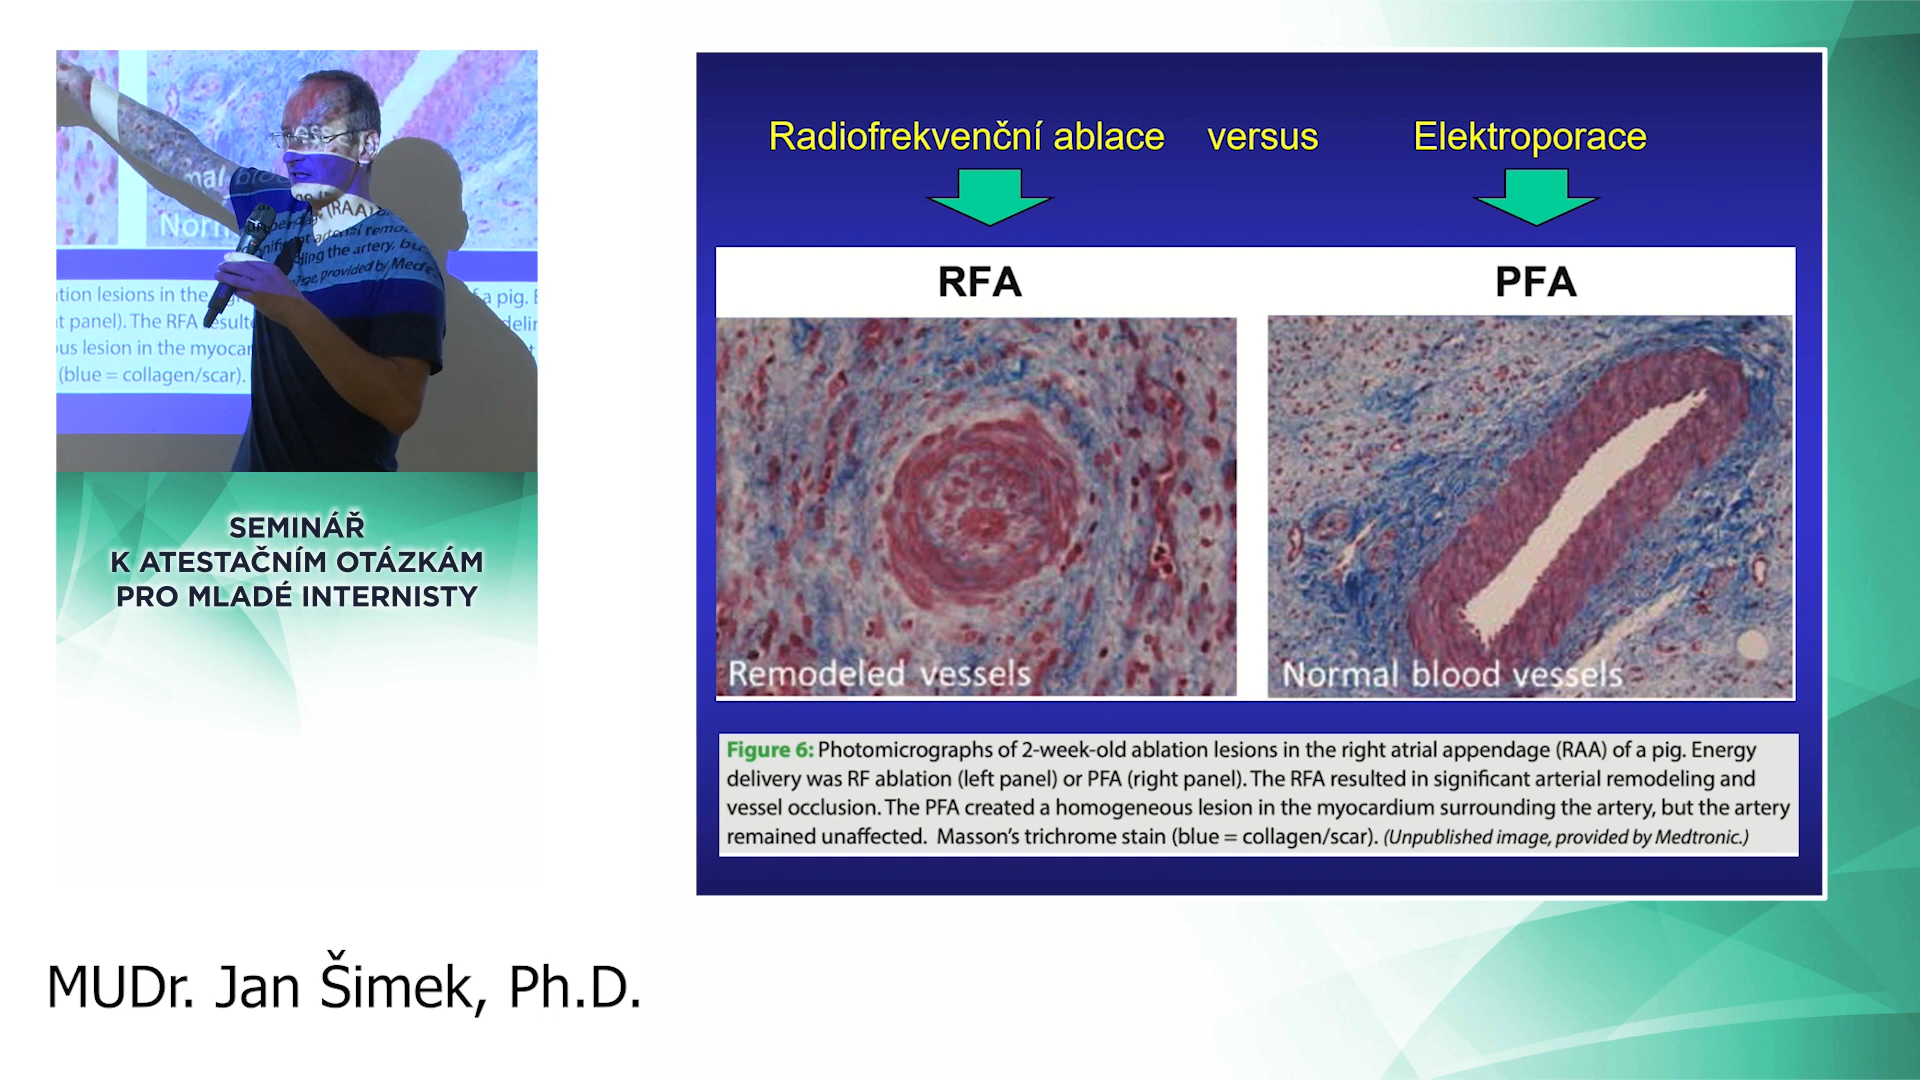 SEMINÁŘ
K ATESTAČNÍM OTÁZKÁM
PRO MLADÉ INTERNISTY
MUDr. Jan Šimek, Ph.D.
Radiofrekvenční ablace versus Elektroporace
RFA PFA
Remodeled vessels Normal blood vessels
Figure 6: Photomicrographs of 2-week-old ablation lesions in the right atrial appendage (RAA) of a pig. Energy
delivery was RF ablation (left panel) or PFA (right panel). The RFA resulted in significant arterial remodeling and
vessel occlusion. The PFA created a homogeneous lesion in the myocardium surrounding the artery, but the artery
remained unaffected. Masson's trichrome stain (blue = collagen/scar). (Unpublished image, provided by Medtronic.)